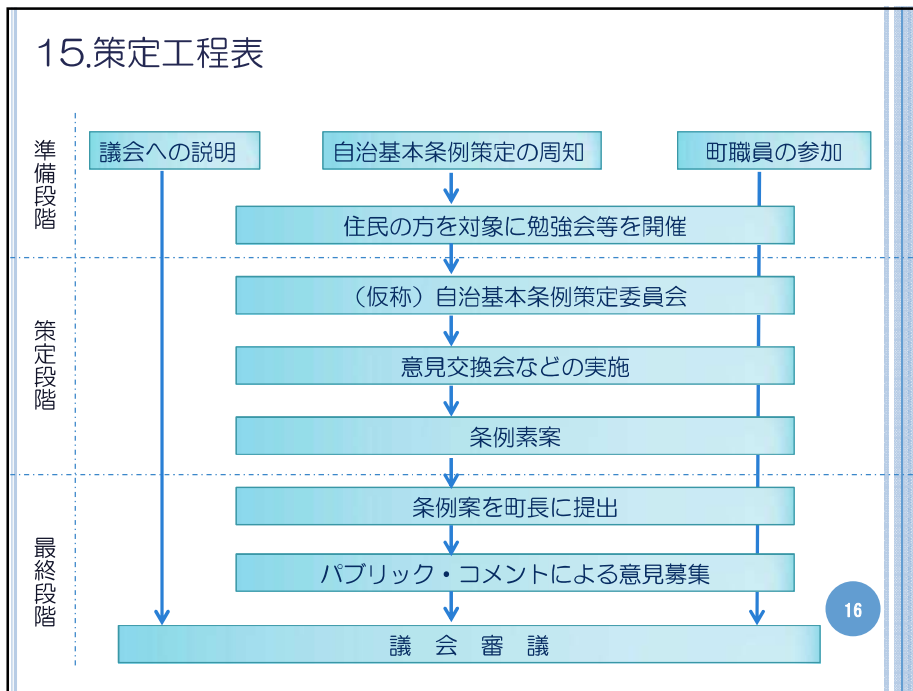 15.策定工程表
準備段階
議会への説明
自治基本条例策定の周知
町職員の参加
住民の方を対象に勉強会等を開催
策定段階
（仮称）自治基本条例策定委員会
意見交換会などの実施
条例素案
最終段階
条例案を町長に提出
パブリック・コメントによる意見募集
16
議　会　審　議